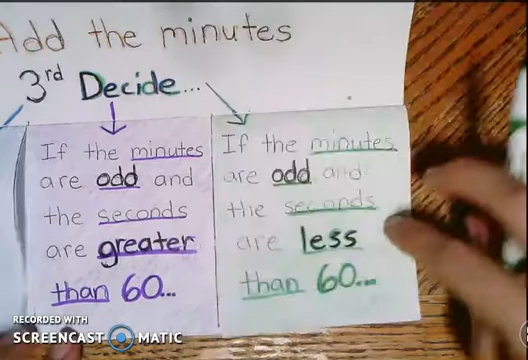 Add the minutes
3rd Decide...
If the minutes
are odd and
the seconds
are greater
than 60...
If the minutes
are odd and
the seconds
are less
than 60...
RECORDED WITH
SCREENCAST MATIC